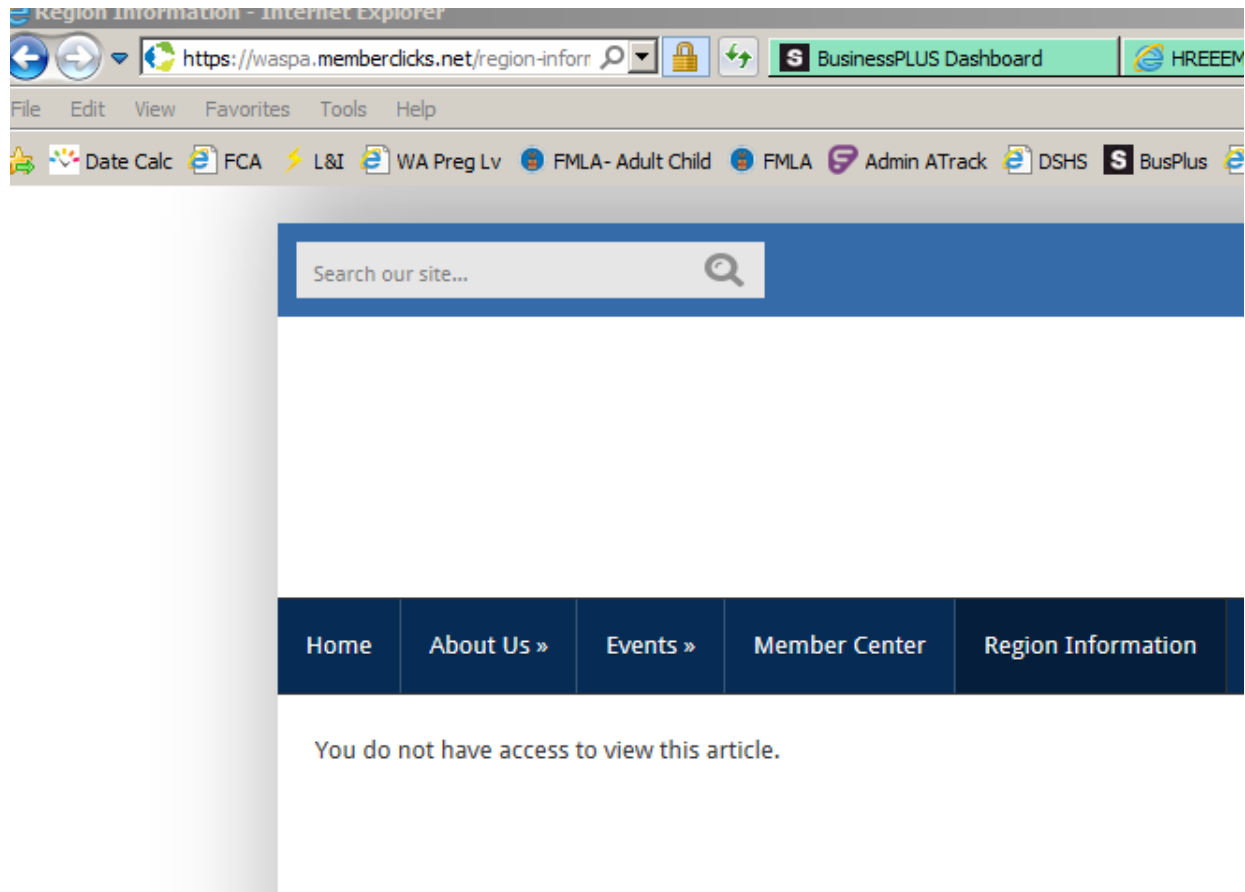 Region Information - Internet Explorer
https://waspa.memberclicks.net/region-inforr
BusinessPLUS Dashboard
HREEEM
File Edit View Favorites Tools Help
Date Calc FCA L&I WA Preg Lv FMLA- Adult Child FMLA Admin ATrack DSHS S BusPlus
Search our site...
Home About Us » Events » Member Center Region Information
You do not have access to view this article.